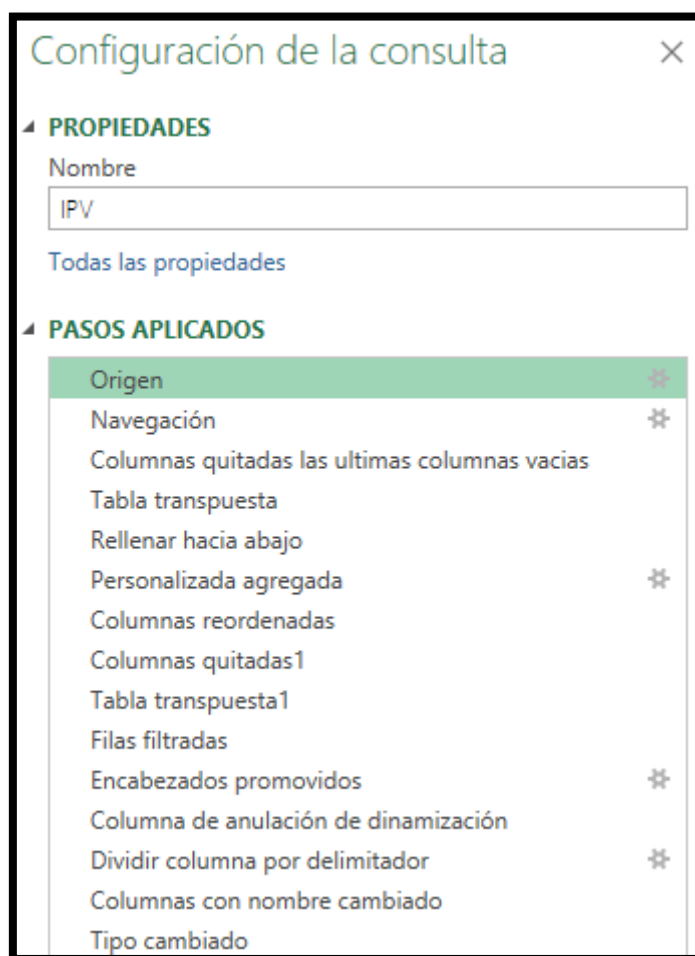 Configuración de la consulta
PROPIEDADES
Nombre
IPV
Todas las propiedades
PASOS APLICADOS
Origen
Navegación
Columnas quitadas las ultimas columnas vacias
Tabla transpuesta
Rellenar hacia abajo
Personalizada agregada
Columnas reordenadas
Columnas quitadas1
Tabla transpuesta1
Filas filtradas
Encabezados promovidos
Columna de anulación de dinamización
Dividir columna por delimitador
Columnas con nombre cambiado
Tipo cambiado